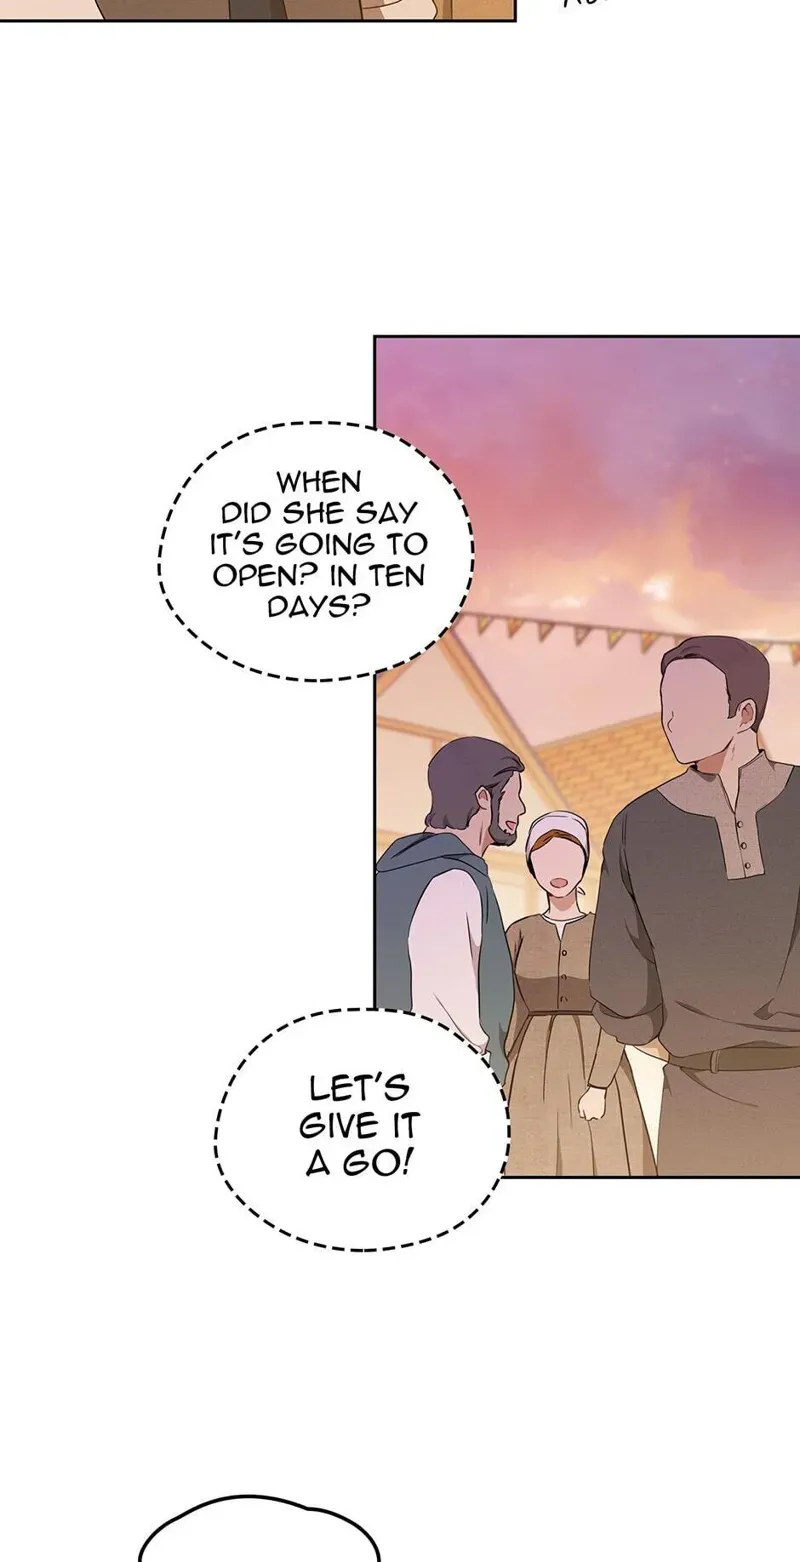 WHEN
DID SHE SAY
IT'S GOING TO
OPEN? IN TEN
DAYS?
LET'S
GIVE IT
A GO!